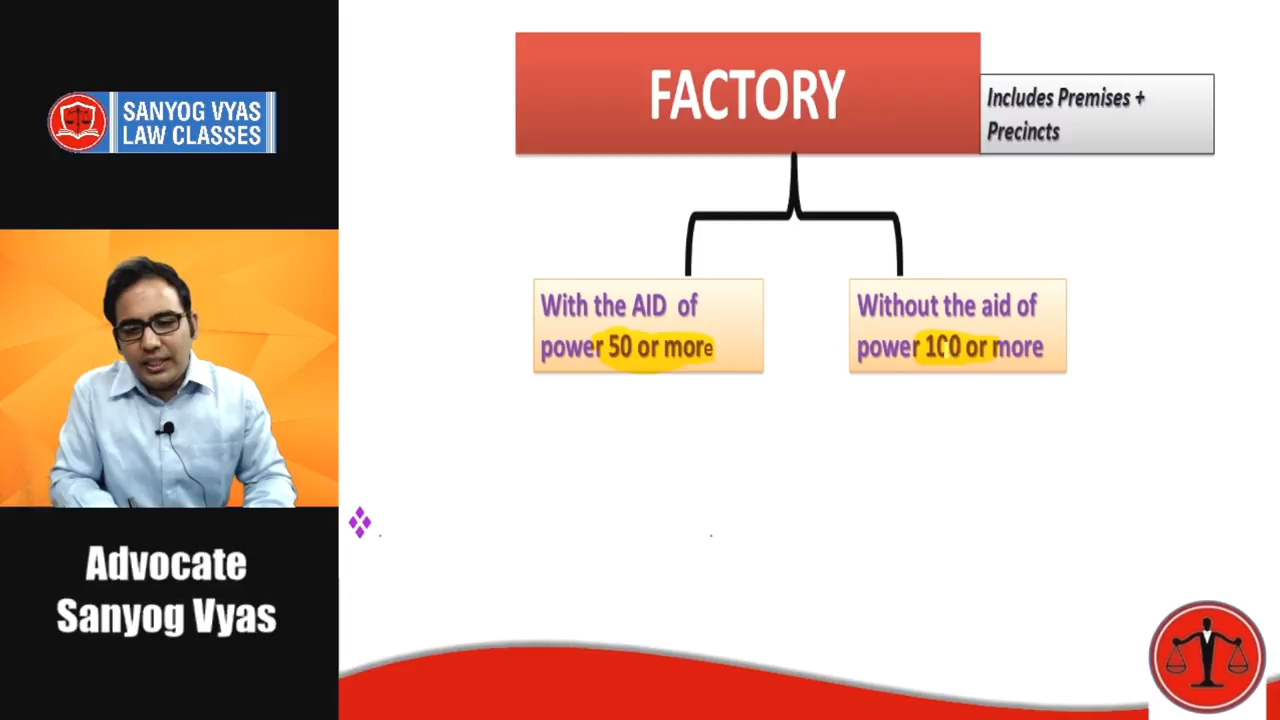 SANYOG VYAS
LAW CLASSES
FACTORY
Includes Premises +
Precincts
With the AID of
power 50 or more
Without the aid of
power 100 or more
Advocate
Sanyog Vyas